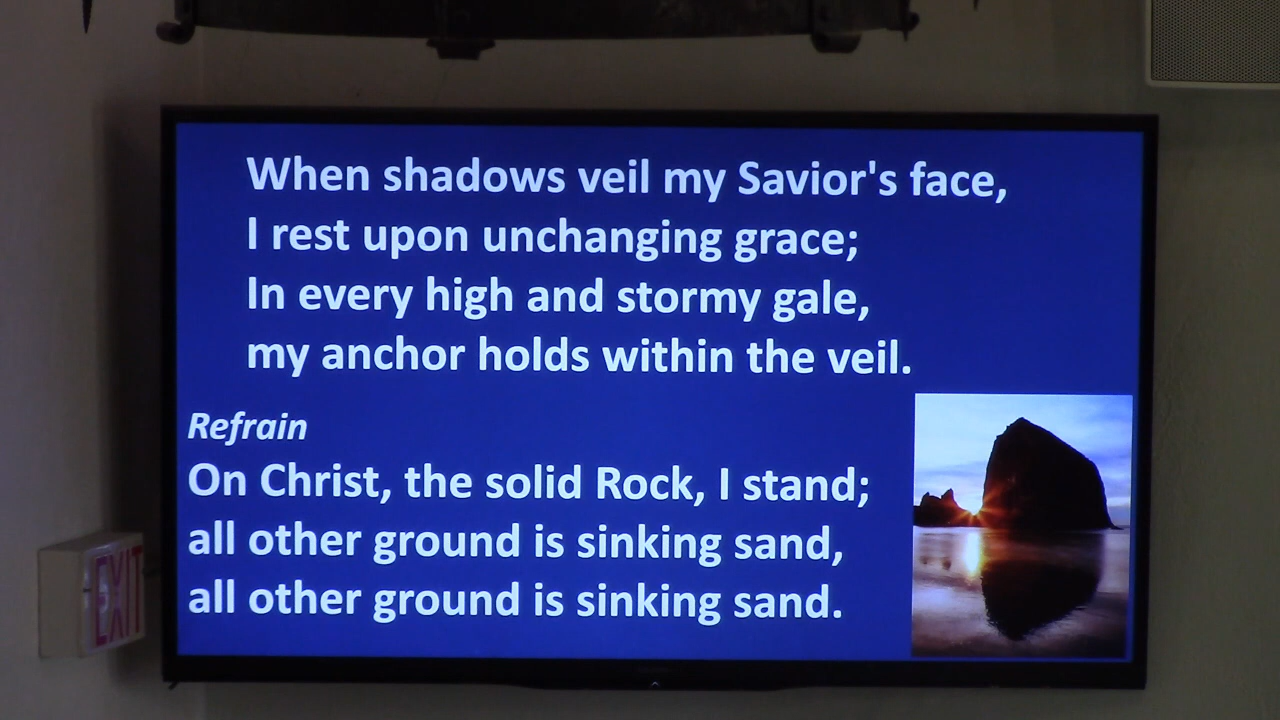 When shadows veil my Savior's face,
I rest upon unchanging grace;
In every high and stormy gale,
my anchor holds within the veil.
Refrain
On Christ, the solid Rock, I stand;
all other ground is sinking sand,
all other ground is sinking sand.
EXIT